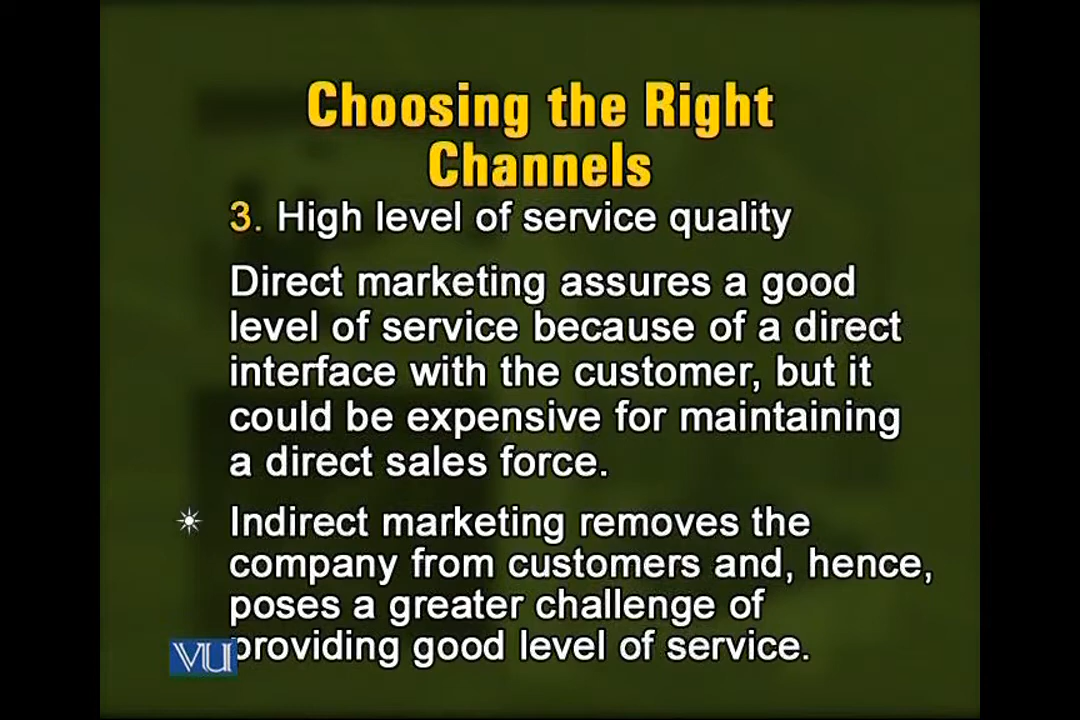 Choosing the Right
Channels
3. High level of service quality
Direct marketing assures a good
level of service because of a direct
interface with the customer, but it
could be expensive for maintaining
a direct sales force.
Indirect marketing removes the
company from customers and, hence,
poses a greater challenge of
providing good level of service.
VU